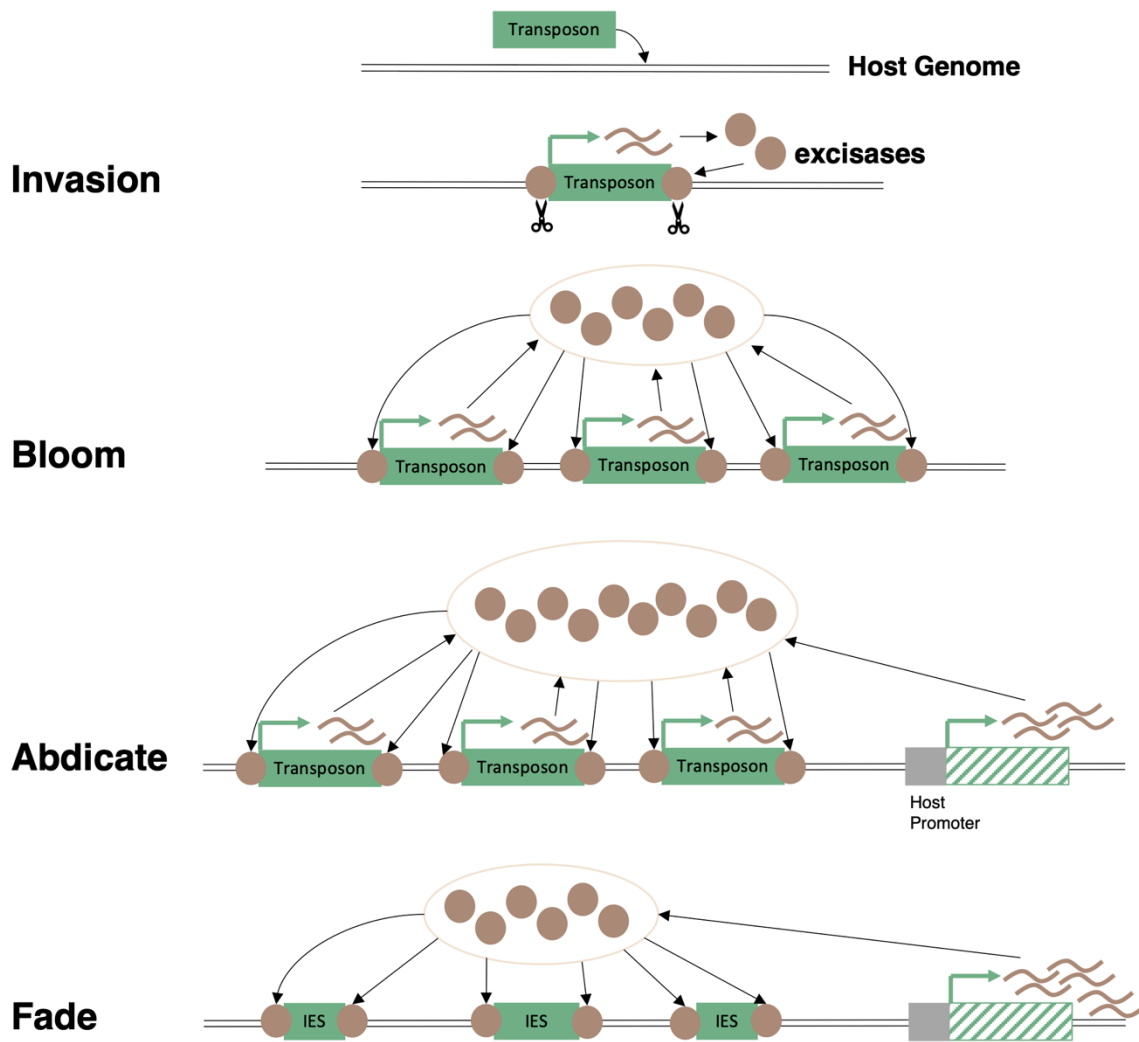 Transposon
Host Genome
Invasion
excisases
Transposon
Bloom
Transposon
Transposon
Transposon
Abdicate
Transposon
Transposon
Transposon
Host
Promoter
Fade
IES
IES
IES